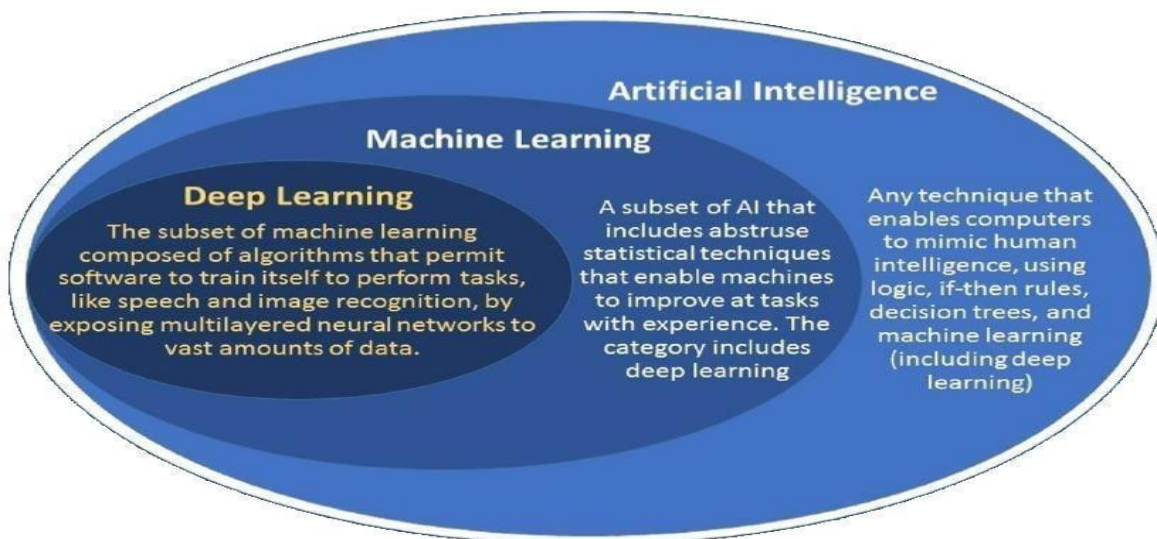 Artificial Intelligence
Machine Learning
Deep Learning
The subset of machine learning
composed of algorithms that permit
software to train itself to perform tasks,
like speech and image recognition, by
exposing multilayered neural networks to
vast amounts of data.
A subset of AI that
includes abstruse
statistical techniques
that enable machines
to improve at tasks
with experience. The
category includes
deep learning
Any technique that
enables computers
to mimic human
intelligence, using
logic, if-then rules,
decision trees, and
machine learning
(including deep
learning)